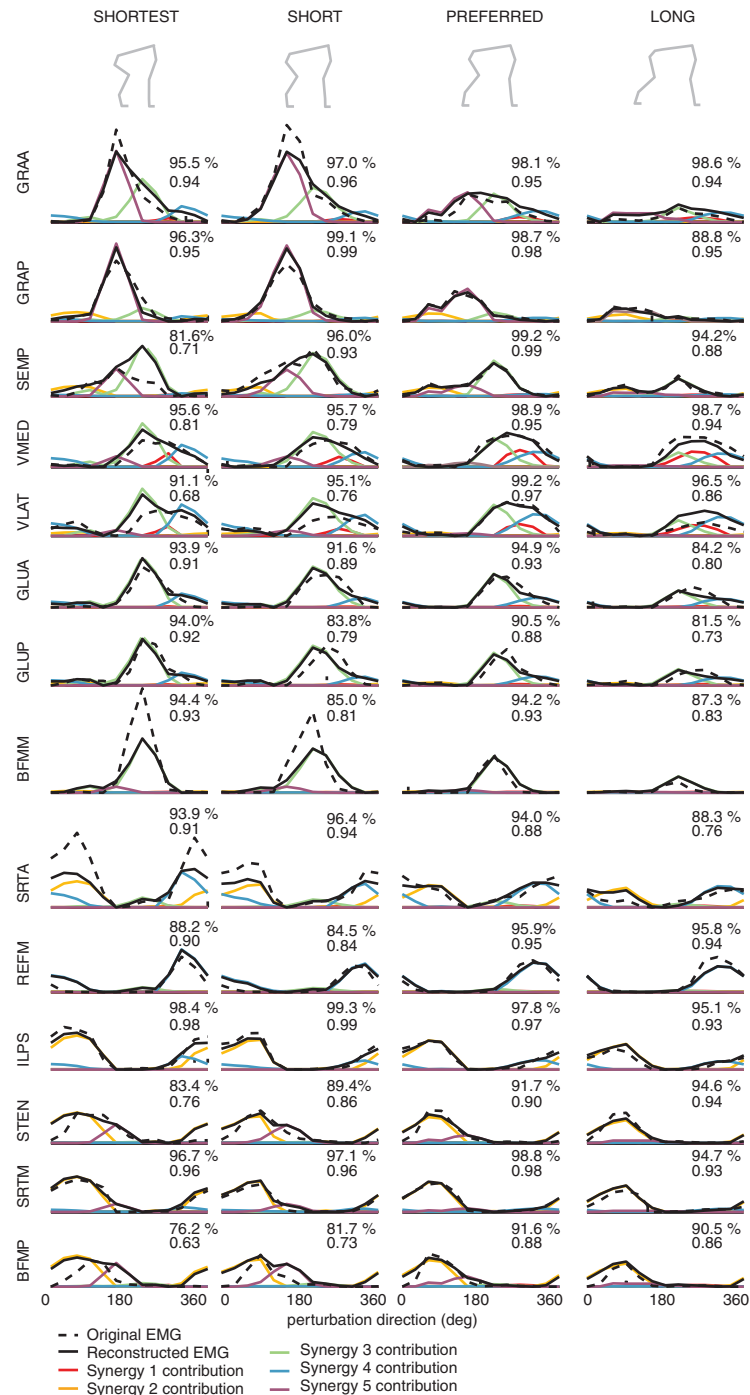 SHORTEST SHORT PREFERRED LONG
GRAA
95.5 % 97.0 % 98.1 % 98.6 %
0.94 0.96 0.95 0.94
GRAP
96.3% 99.1 % 98.7 % 88.8 %
0.95 0.99 0.98 0.95
SEMP
81.6% 96.0% 99.2 % 94.2%
0.71 0.93 0.99 0.88
VMED
95.6 % 95.7 % 98.9 % 98.7 %
0.81 0.79 0.95 0.94
VLAT
91.1 % 95.1% 99.2 % 96.5 %
0.68 0.76 0.97 0.86
GLUA
93.9 % 91.6 % 94.9 % 84.2 %
0.91 0.89 0.93 0.80
GLUP
94.0% 83.8% 90.5 % 81.5 %
0.92 0.79 0.88 0.73
BFMM
94.4 % 85.0 % 94.2 % 87.3 %
0.93 0.81 0.93 0.83
SRTA
93.9 % 96.4 % 94.0 % 88.3 %
0.91 0.94 0.88 0.76
REFM
88.2 % 84.5 % 95.9% 95.8 %
0.90 0.84 0.95 0.94
ILPS
98.4 % 99.3 % 97.8 % 95.1 %
0.98 0.99 0.97 0.93
STEN
83.4 % 89.4% 91.7 % 94.6 %
0.76 0.86 0.90 0.94
SRTM
96.7 % 97.1 % 98.8 % 94.7 %
0.96 0.96 0.98 0.93
BFMP
76.2 % 81.7 % 91.6 % 90.5 %
0.63 0.73 0.88 0.86
0 180 360 0 180 360 0 180 360 0 180 360
perturbation direction (deg)
Original EMG
Reconstructed EMG
Synergy 1 contribution
Synergy 2 contribution
Synergy 3 contribution
Synergy 4 contribution
Synergy 5 contribution